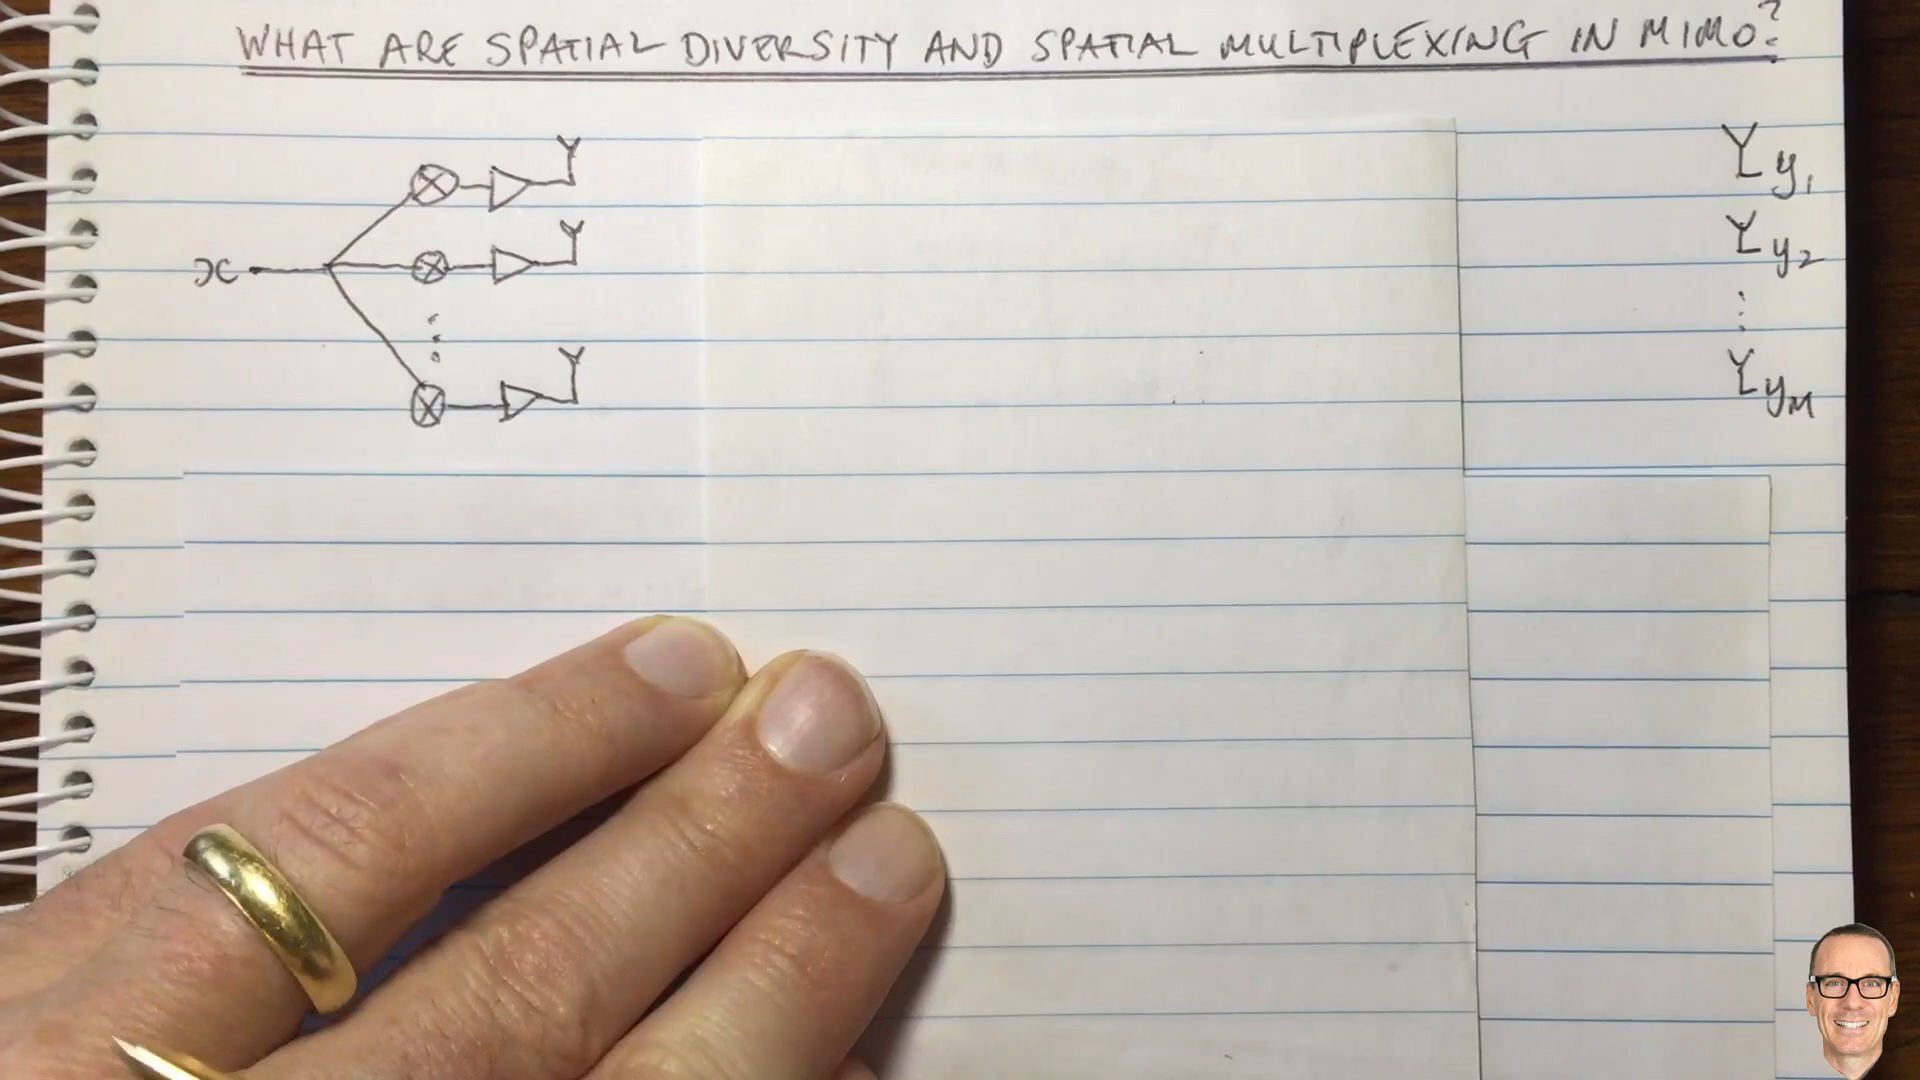 WHAT ARE SPATIAL DIVERSITY AND SPATIAL MULTIPLEXING IN MIMO?
x
y1
y2
yM